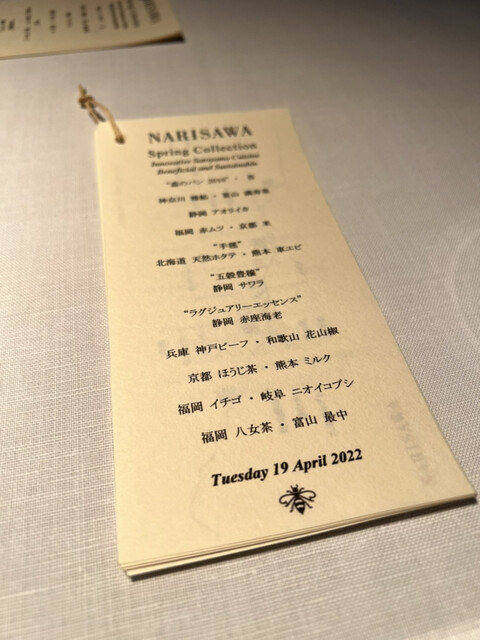 NARISAWA
Spring Collection
Innovative Satoyama Cuisine
Beneficial and Sustainable
"森のパン 2010"・
神奈川 稚鮎・富山
静岡 アオリイカ
福岡 赤ムツ・京都 米
"手毬"
北海道 天然ホタテ・熊本 車エビ
"五穀豊穣"
静岡 サワラ
"ラグジュアリーエッセンス"
静岡 赤座海老
兵庫 神戸ビーフ・和歌山 花山椒
京都 ほうじ茶・熊本 ミルク
福岡 イチゴ・岐阜 ニオイコブシ
福岡 八女茶・富山 最中
Tuesday 19 April 2022
NARISAWA